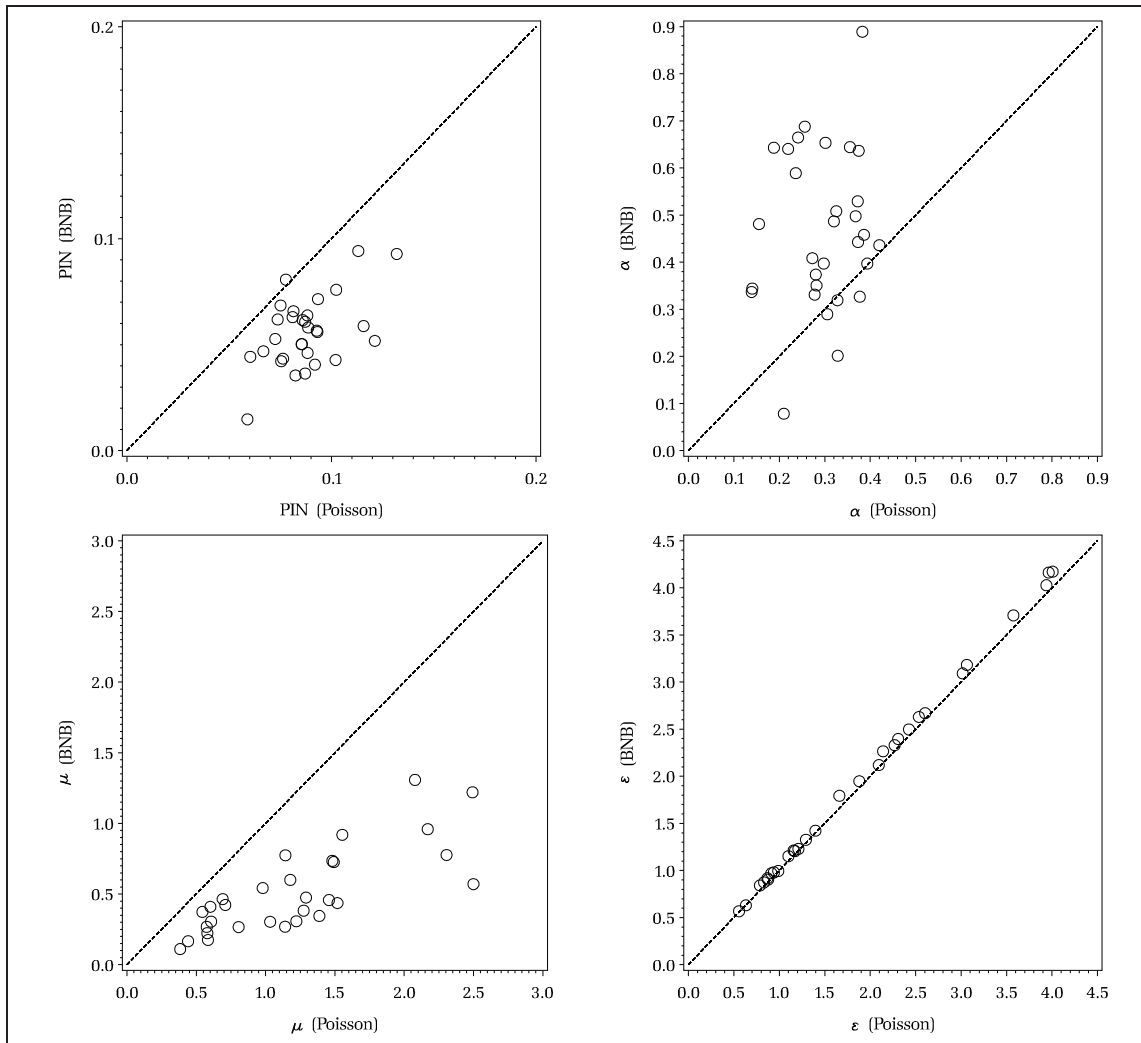 0.2
0.1
0.0
PIN (BNB)
0.0 0.1 0.2
PIN (Poisson)
0.9
0.8
0.7
0.6
0.5
0.4
0.3
0.2
0.1
0.0
α (BNB)
0.0 0.1 0.2 0.3 0.4 0.5 0.6 0.7 0.8 0.9
α (Poisson)
3.0
2.5
2.0
1.5
1.0
0.5
0.0
μ (BNB)
0.0 0.5 1.0 1.5 2.0 2.5 3.0
μ (Poisson)
4.5
4.0
3.5
3.0
2.5
2.0
1.5
1.0
0.5
0.0
ε (BNB)
0.0 0.5 1.0 1.5 2.0 2.5 3.0 3.5 4.0 4.5
ε (Poisson)